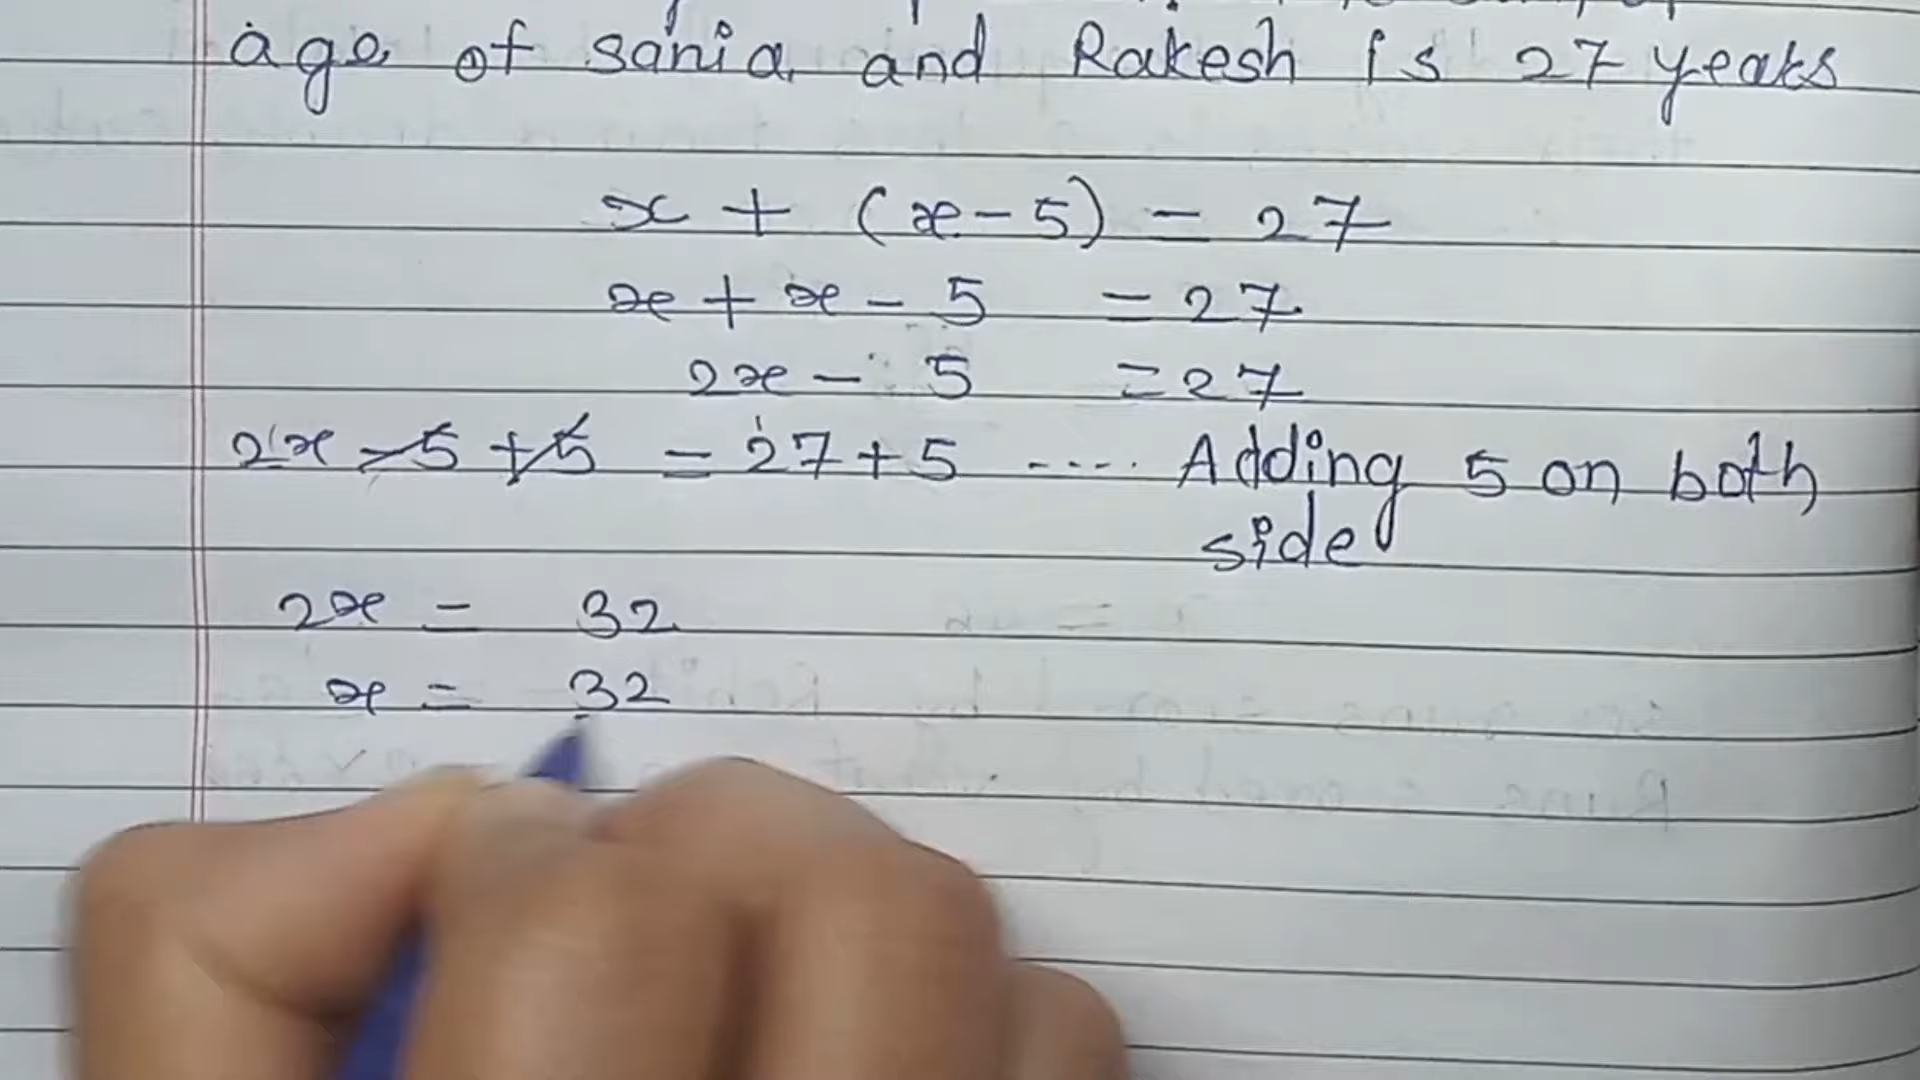 age of sania and Rakesh is 27 years
x + (x - 5) = 27
x + x - 5 = 27
2x - 5 = 27
2x - 5 + 5 = 27 + 5 .... Adding 5 on both
side
2x = 32
x = 32